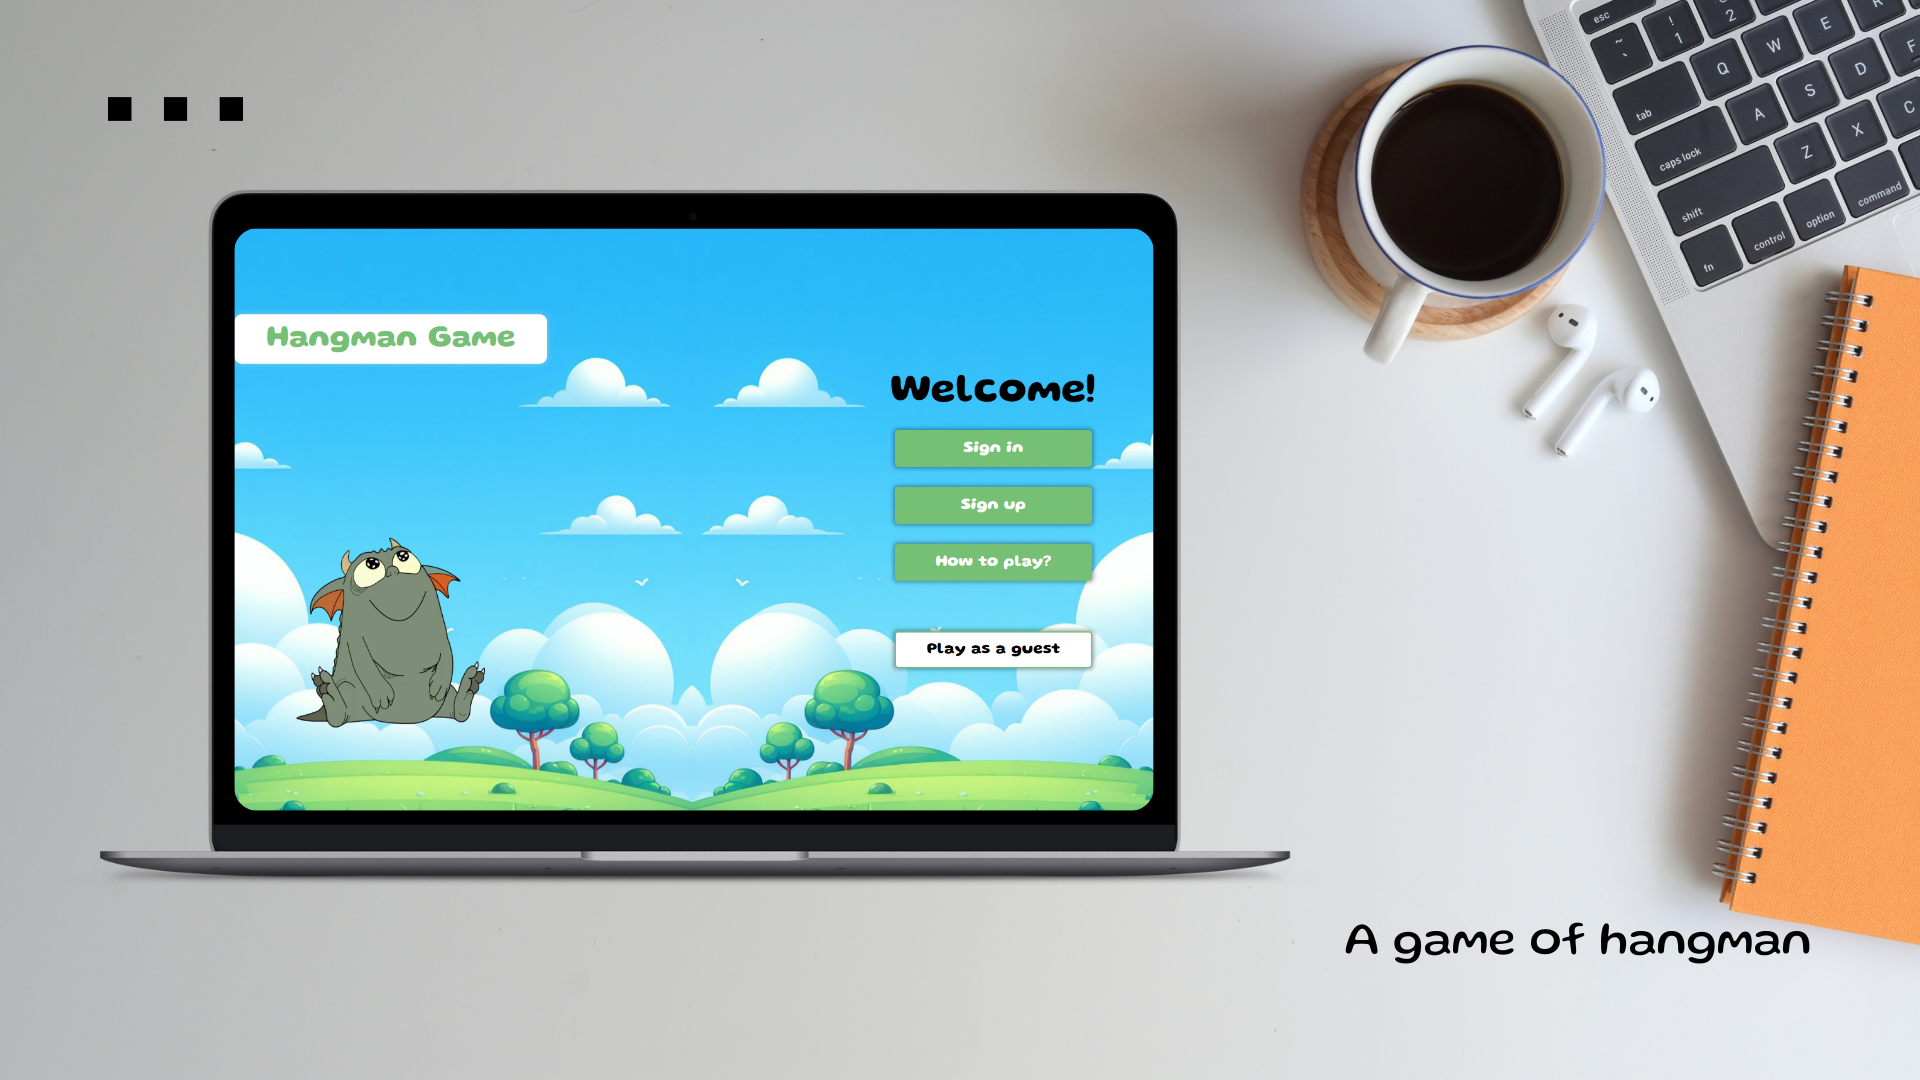 Hangman Game
Welcome!
Sign in
Sign up
How to play?
Play as a guest
A game of hangman
esc
~ ! 1 2
` Q W E R
tab A S D F
caps lock Z X C
shift
fn control option command